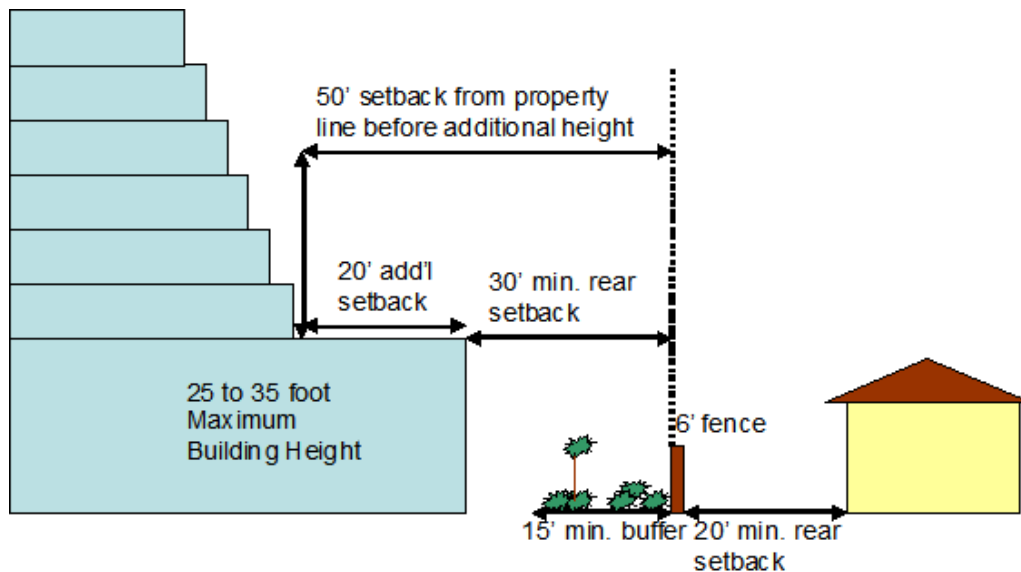 50’ setback from property
line before additional height
20’ add’l
setback
30’ min. rear
setback
25 to 35 foot
Maximum
Building Height
6’ fence
15’ min. buffer
20’ min. rear
setback